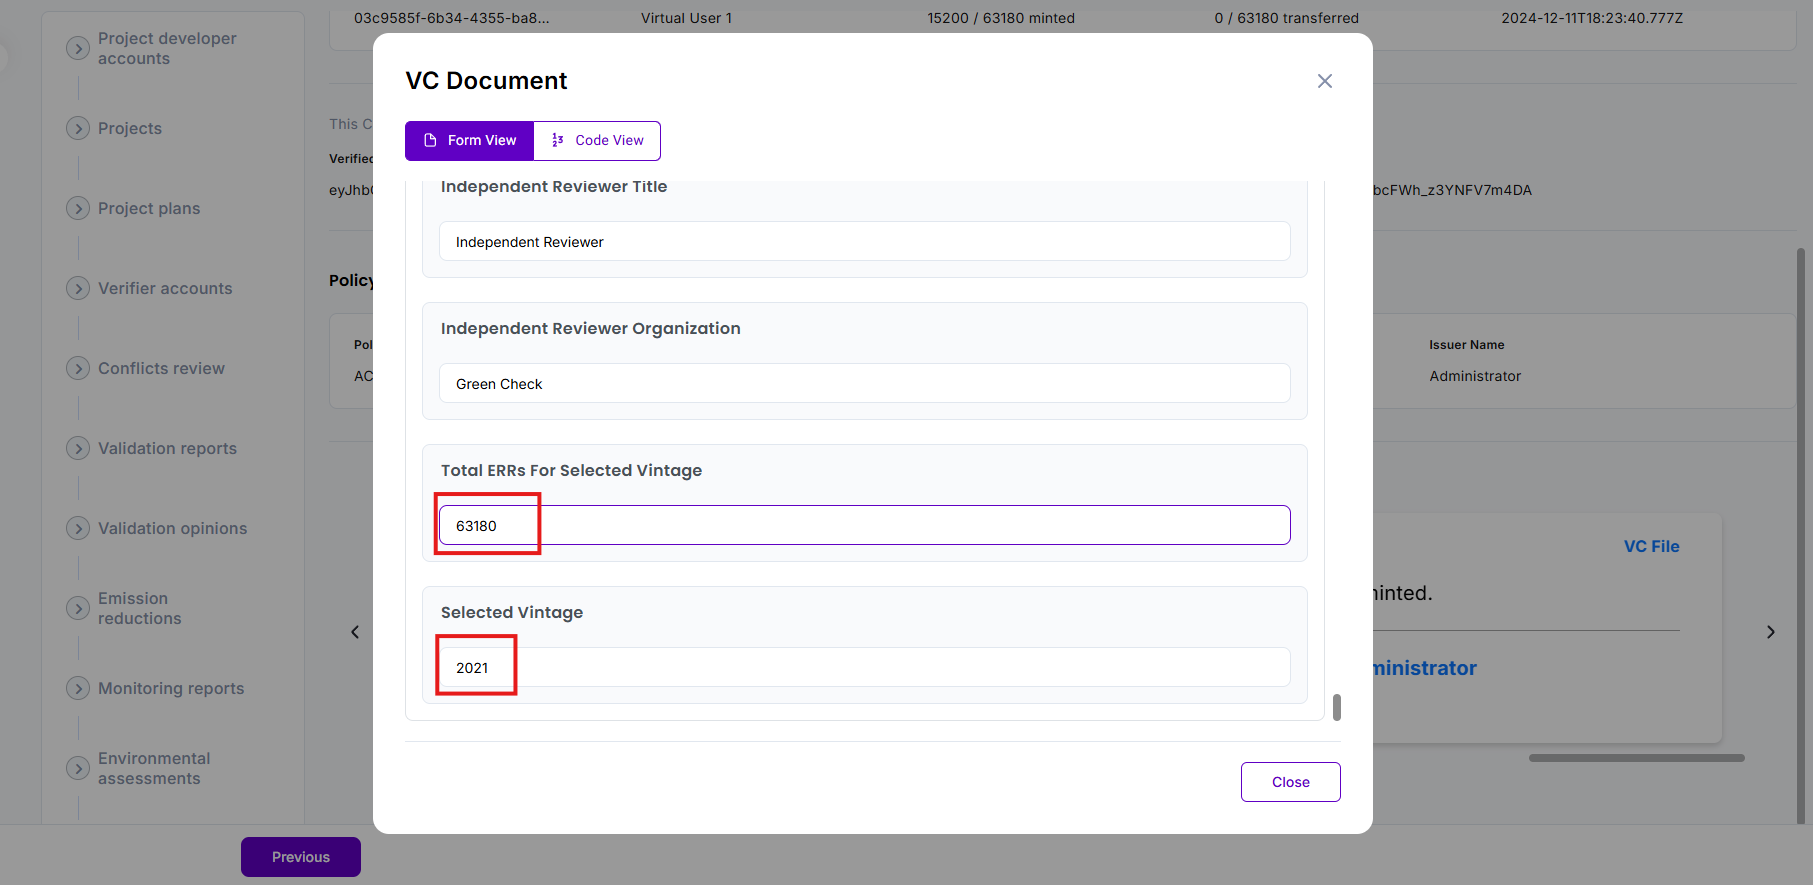 03c9585f-6b34-4355-ba8... Virtual User 1 15200 / 63180 minted 0 / 63180 transferred 2024-12-11T18:23:40.777Z
Project developer
accounts
Projects
Project plans
Verifier accounts
Conflicts review
Validation reports
Validation opinions
Emission
reductions
Monitoring reports
Environmental
assessments
Previous
This C
Verified
eyJhb
bcFWh_z3YNFV7m4DA
Policy
Pol
AC
Issuer Name
Administrator
VC Document
Form View
Code View
Independent Reviewer Title
Independent Reviewer
Independent Reviewer Organization
Green Check
Total ERRs For Selected Vintage
63180
Selected Vintage
2021
Close
VC File
minted.
ministrator